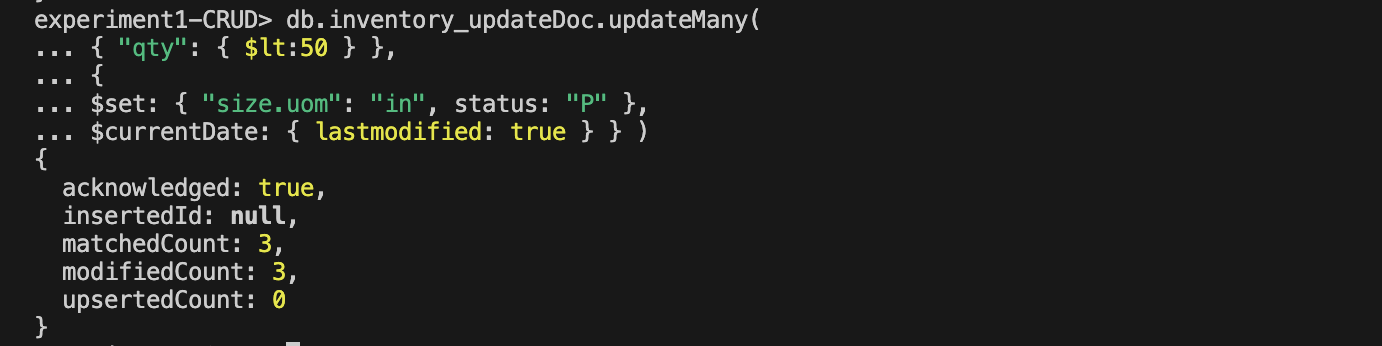 experiment1-CRUD> db.inventory_updateDoc.updateMany(
... { "qty": { $lt:50 } },
... {
... $set: { "size.uom": "in", status: "P" },
... $currentDate: { lastmodified: true } } )
{
  acknowledged: true,
  insertedId: null,
  matchedCount: 3,
  modifiedCount: 3,
  upsertedCount: 0
}